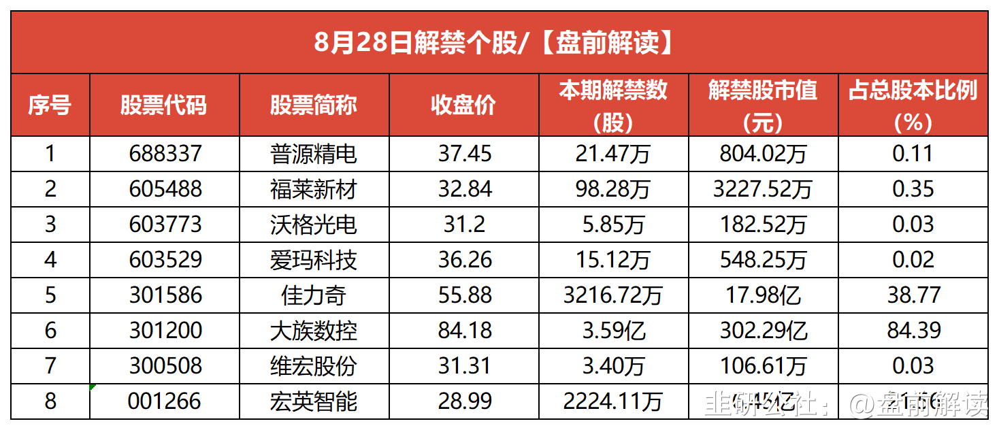 8月28日解禁个股/【盘前解读】
序号 股票代码 股票简称 收盘价 本期解禁数(股) 解禁股市值(元) 占总股本比例(%)
1 688337 普源精电 37.45 21.47万 804.02万 0.11
2 605488 福莱新材 32.84 98.28万 3227.52万 0.35
3 603773 沃格光电 31.2 5.85万 182.52万 0.03
4 603529 爱玛科技 36.26 15.12万 548.25万 0.02
5 301586 佳力奇 55.88 3216.72万 17.98亿 38.77
6 301200 大族数控 84.18 3.59亿 302.29亿 84.39
7 300508 维宏股份 31.31 3.40万 106.61万 0.03
8 001266 宏英智能 28.99 2224.11万 6.45亿 21.56
韭研公社：@盘前解读